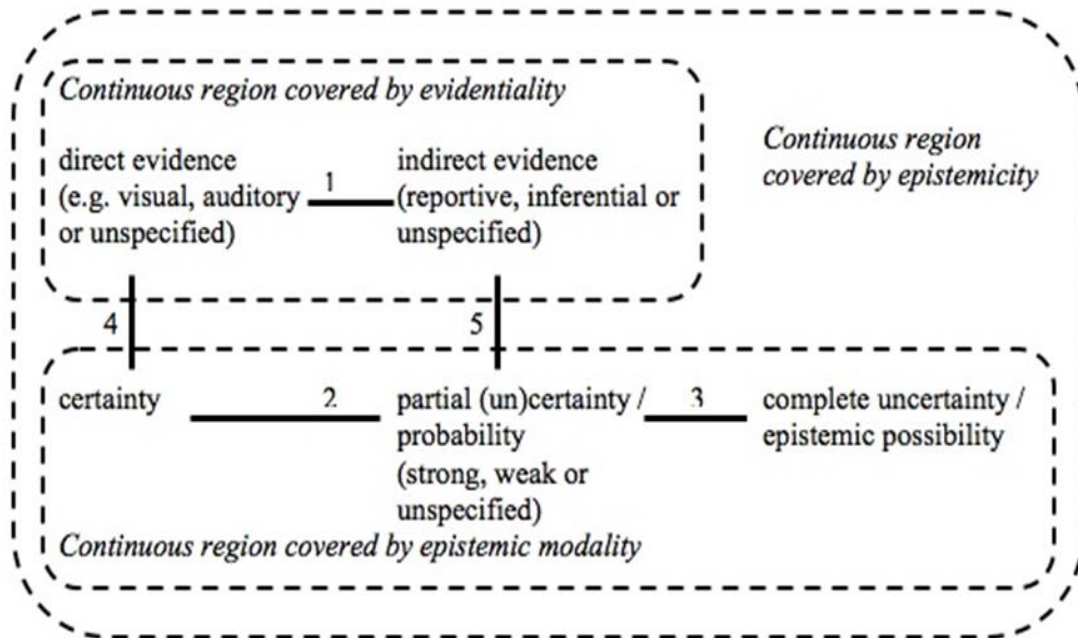 Continuous region covered by evidentiality
direct evidence
(e.g. visual, auditory
or unspecified)
1
indirect evidence
(reportive, inferential or
unspecified)
Continuous region
covered by epistemicity
4
5
certainty
2
partial (un)certainty /
probability
(strong, weak or
unspecified)
3
complete uncertainty /
epistemic possibility
Continuous region covered by epistemic modality